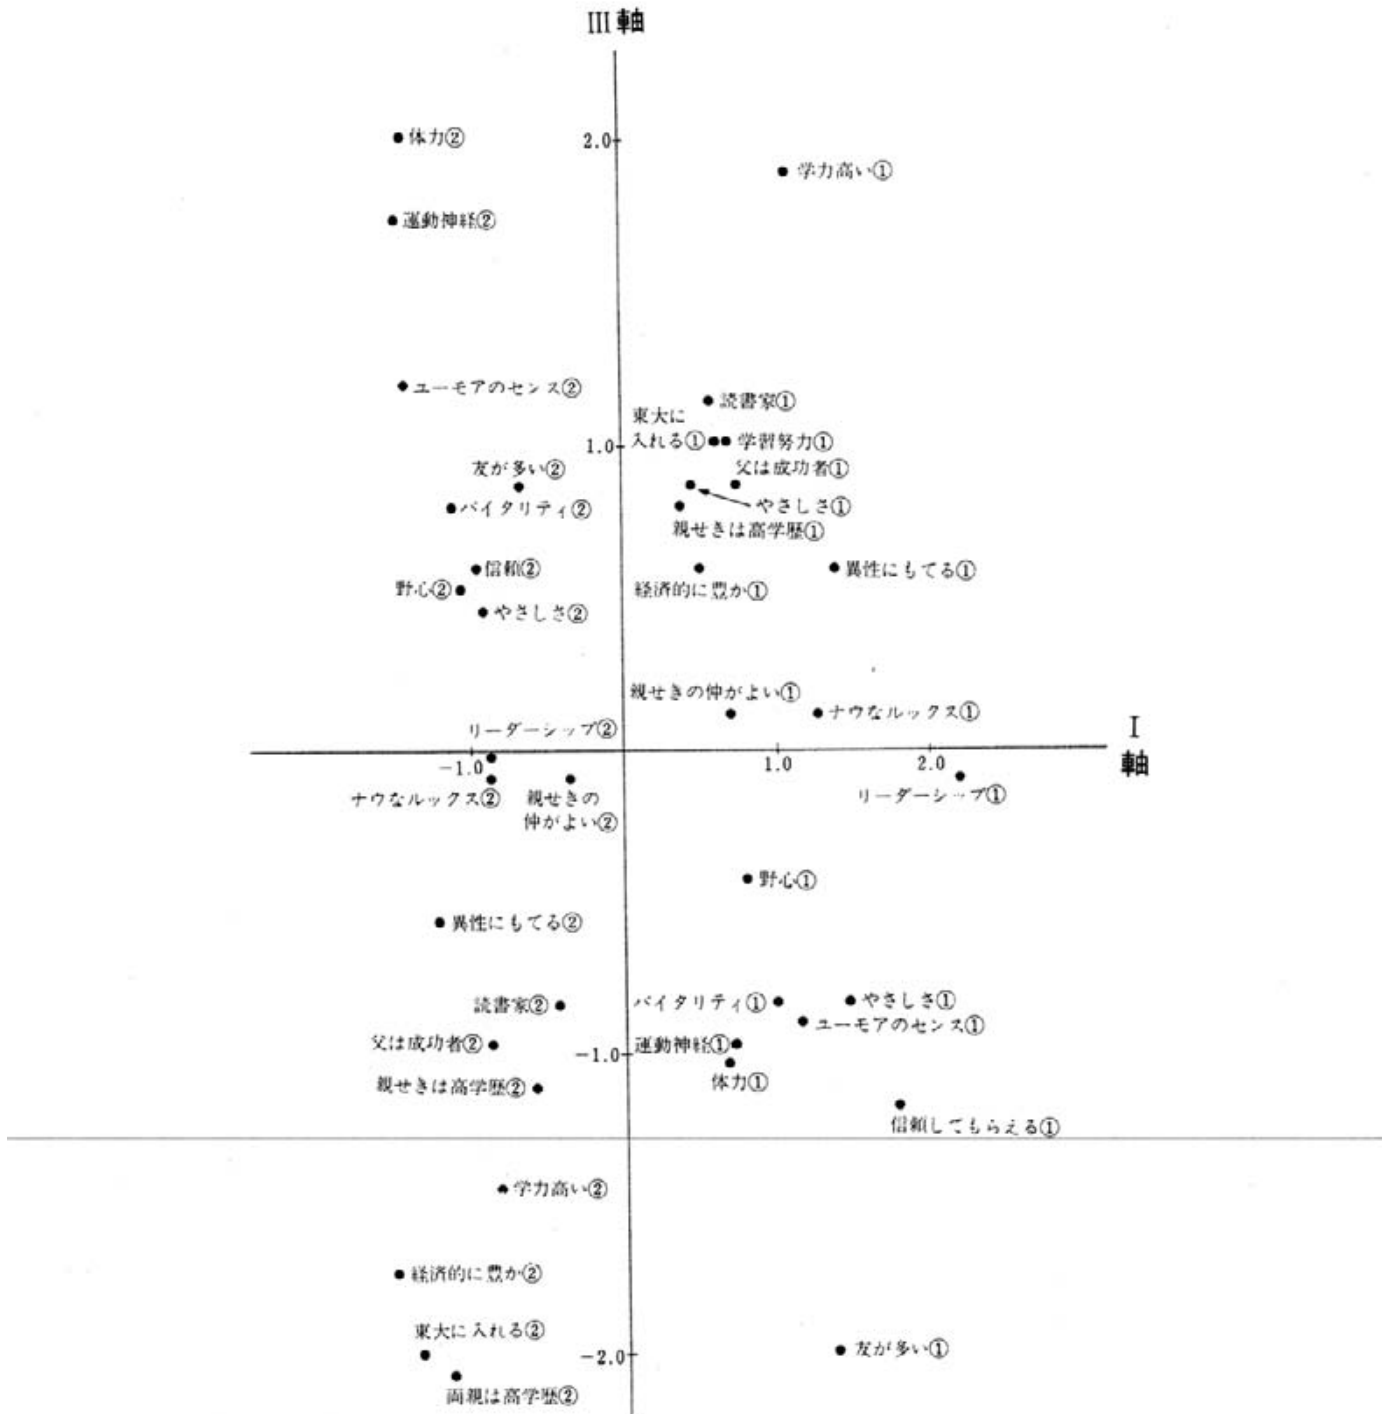 III軸
体力②
2.0
学力高い①
運動神経②
ユーモアのセンス②
読書家①
東大に
入れる①
学習努力①
1.0
父は成功者①
友が多い②
バイタリティ②
やさしさ①
親せきは高学歴①
信頼②
経済的に豊か①
異性にもてる①
野心②
やさしさ②
親せきの仲がよい①
ナウなルックス①
リーダーシップ②
I
軸
-1.0
1.0
2.0
リーダーシップ①
ナウなルックス②
親せきの
仲がよい②
野心①
異性にもてる②
読書家②
バイタリティ①
やさしさ①
ユーモアのセンス①
父は成功者②
運動神経①
-1.0
体力①
親せきは高学歴②
信頼してもらえる①
学力高い②
経済的に豊か②
東大に入れる②
-2.0
友が多い①
両親は高学歴②